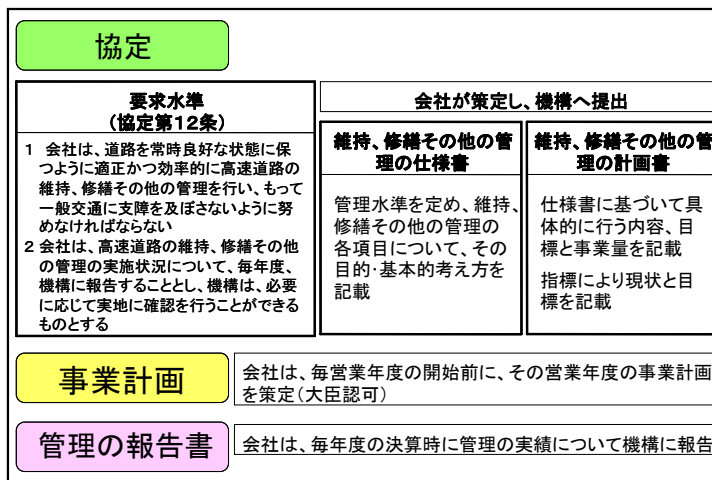 協定
要求水準
(協定第12条)
1 会社は、道路を常時良好な状態に保
つように適正かつ効率的に高速道路の
維持、修繕その他の管理を行い、もって
一般交通に支障を及ぼさないように努
めなければならない
2 会社は、高速道路の維持、修繕その他
の管理の実施状況について、毎年度、
機構に報告することとし、機構は、必要
に応じて実地に確認を行うことができる
ものとする
会社が策定し、機構へ提出
維持、修繕その他の管
理の仕様書
管理水準を定め、維持、
修繕その他の管理の
各項目について、その
目的・基本的考え方を
記載
維持、修繕その他の管
理の計画書
仕様書に基づいて具
体的に行う内容、目
標と事業量を記載
指標により現状と目
標を記載
事業計画
会社は、毎営業年度の開始前に、その営業年度の事業計画
を策定(大臣認可)
管理の報告書
会社は、毎年度の決算時に管理の実績について機構に報告